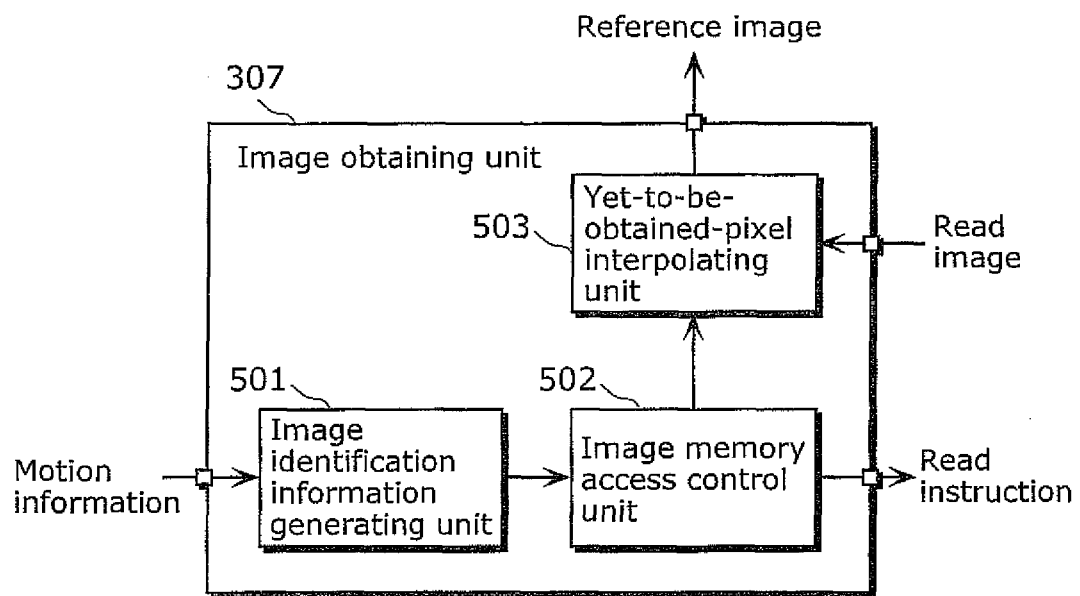 Reference image
307
Image obtaining unit
Yet-to-be-
obtained-pixel
interpolating
unit
503
Read
image
501
502
Image
identification
information
generating unit
Image memory
access control
unit
Motion
information
Read
instruction